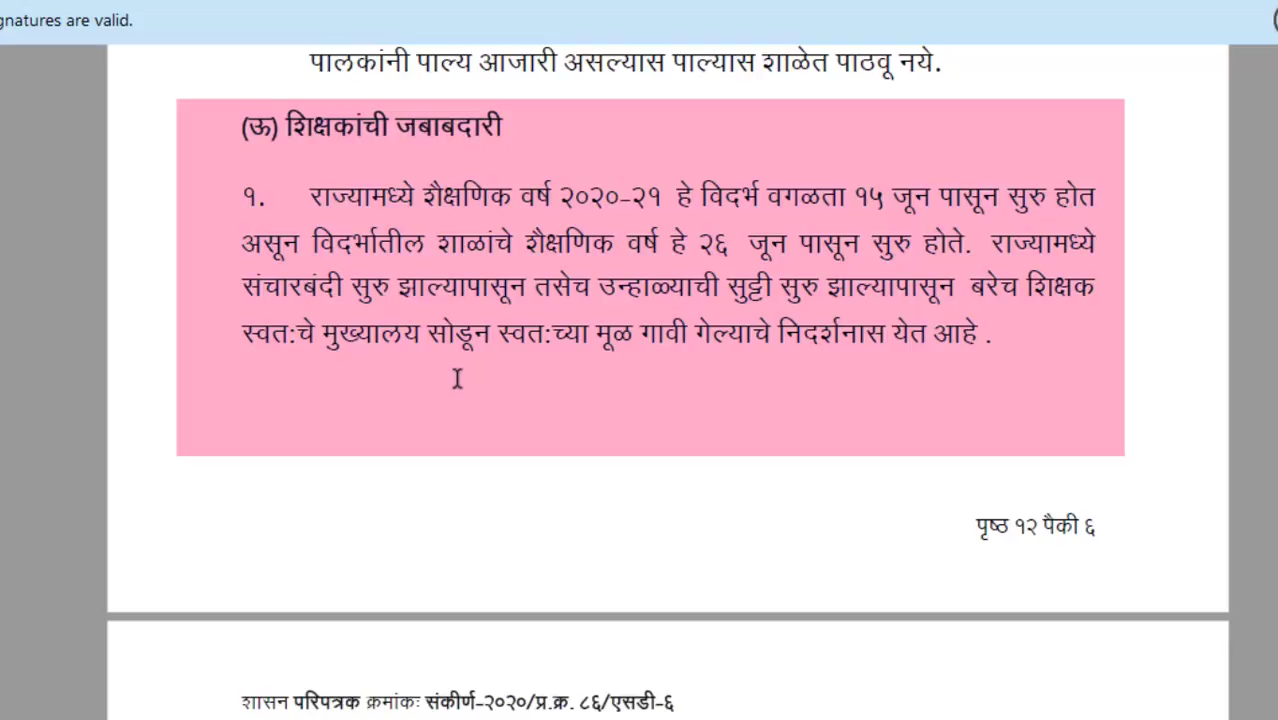 gnatures are valid.
पालकांनी पाल्य आजारी असल्यास पाल्यास शाळेत पाठवू नये.
(ऊ) शिक्षकांची जबाबदारी
१. राज्यामध्ये शैक्षणिक वर्ष २०२०-२१ हे विदर्भ वगळता १५ जून पासून सुरु होत
असून विदर्भातील शाळांचे शैक्षणिक वर्ष हे २६ जून पासून सुरु होते. राज्यामध्ये
संचारबंदी सुरु झाल्यापासून तसेच उन्हाळ्याची सुट्टी सुरु झाल्यापासून बरेच शिक्षक
स्वत:चे मुख्यालय सोडून स्वत:च्या मूळ गावी गेल्याचे निदर्शनास येत आहे .
पृष्ठ १२ पैकी ६
शासन परिपत्रक क्रमांकः संकीर्ण-२०२०/प्र.क्र. ८६/एसडी-६